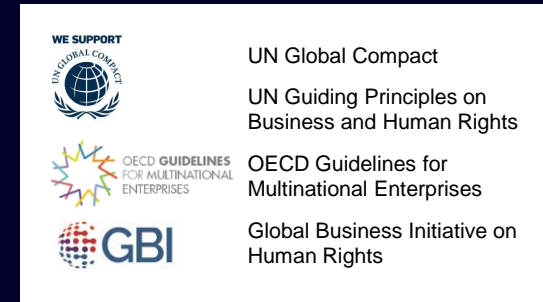 WE SUPPORT
UN GLOBAL COMPACT
UN Global Compact
UN Guiding Principles on
Business and Human Rights
OECD GUIDELINES
FOR MULTINATIONAL
ENTERPRISES
OECD Guidelines for
Multinational Enterprises
GBI
Global Business Initiative on
Human Rights